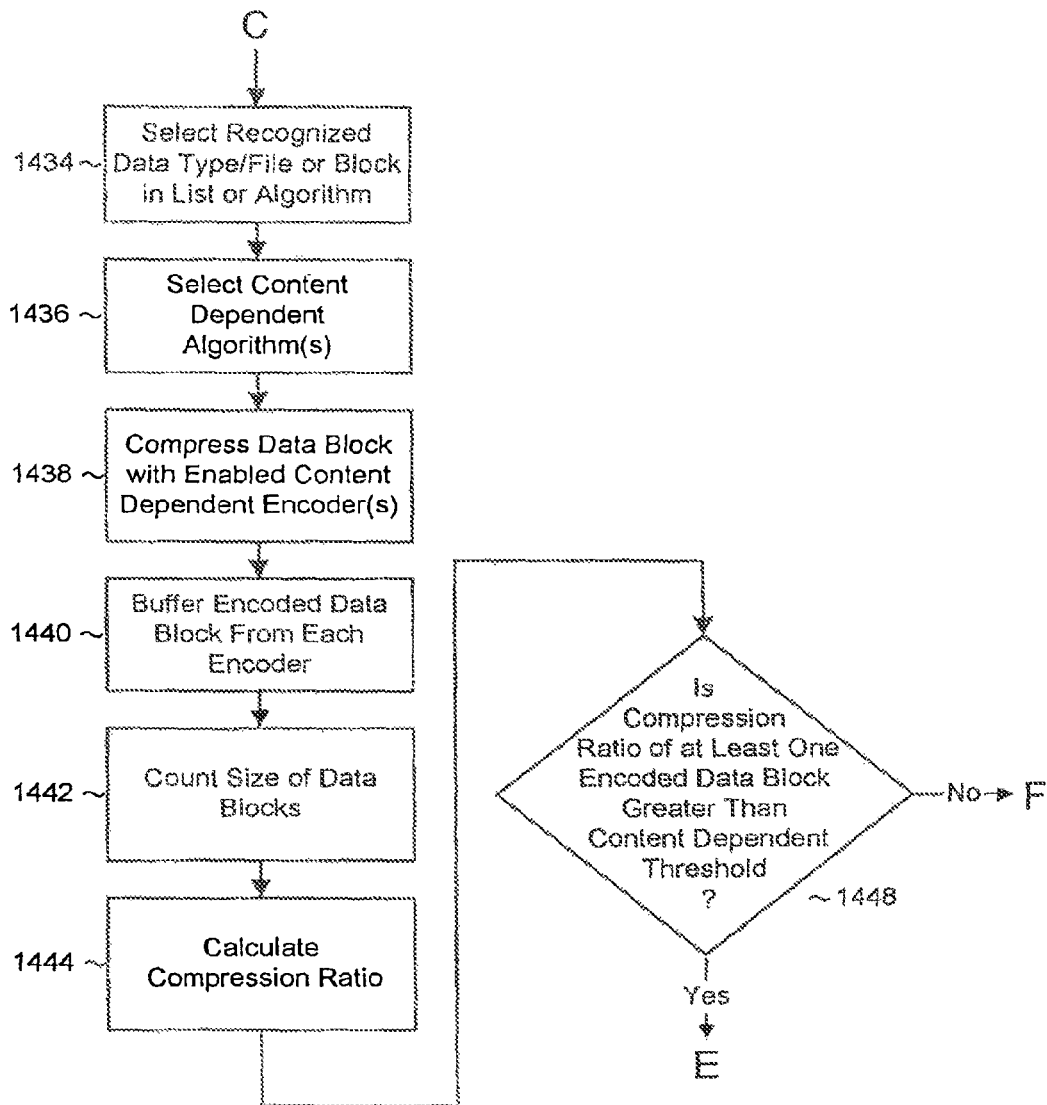 C
1434
Select Recognized
Data Type/File or Block
in List or Algorithm
1436
Select Content
Dependent
Algorithm(s)
1438
Compress Data Block
with Enabled Content
Dependent Encoder(s)
1440
Buffer Encoded Data
Block From Each
Encoder
1442
Count Size of Data
Blocks
1444
Calculate
Compression Ratio
Is
Compression
Ratio of at Least One
Encoded Data Block
Greater Than
Content Dependent
Threshold
?
1448
No
F
Yes
E